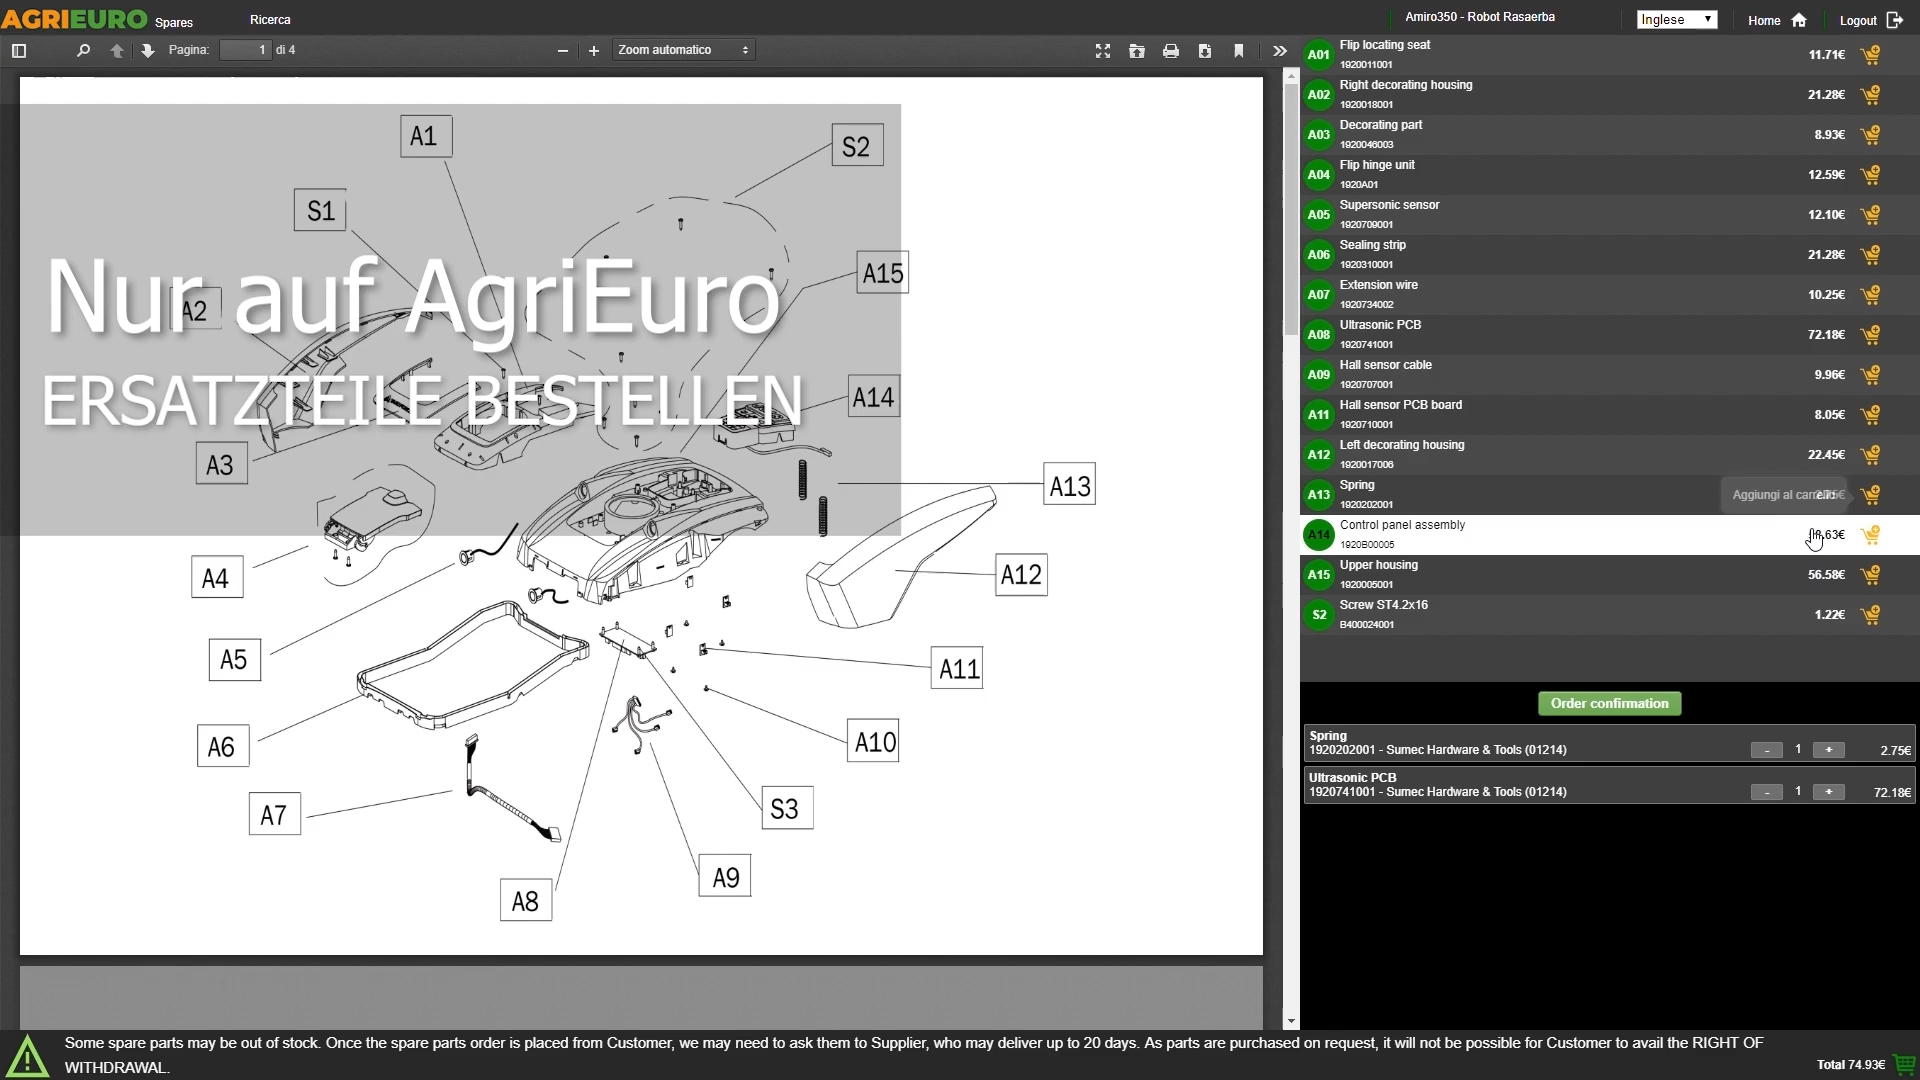 AGRIEURO Spares
Ricerca
Amiro350 - Robot Rasaerba
Inglese
Home
Logout
Pagina: 1 di 4
Zoom automatico
A1
S2
S1
A15
A2
Nur auf AgriEuro
ERSATZTEILE BESTELLEN
A14
A3
A13
A4
A12
A5
A11
A6
A10
A7
S3
A9
A8
A01 Flip locating seat 11.71€
1920011001
A02 Right decorating housing 21.28€
1920018001
A03 Decorating part 8.93€
1920046003
A04 Flip hinge unit 12.59€
1920A01
A05 Supersonic sensor 12.10€
1920709001
A06 Sealing strip 21.28€
1920310001
A07 Extension wire 10.25€
1920734002
A08 Ultrasonic PCB 72.18€
1920741001
A09 Hall sensor cable 9.96€
1920707001
A11 Hall sensor PCB board 8.05€
1920710001
A12 Left decorating housing 22.45€
1920017006
A13 Spring Aggiungi al carrello
1920202001
A14 Control panel assembly
1920B00005
A15 Upper housing 56.58€
1920005001
S2 Screw ST4.2x16 1.22€
B400024001
Order confirmation
Spring
1920202001 - Sumec Hardware & Tools (01214) - 1 + 2.75€
Ultrasonic PCB
1920741001 - Sumec Hardware & Tools (01214) - 1 + 72.18€
Some spare parts may be out of stock. Once the spare parts order is placed from Customer, we may need to ask them to Supplier, who may deliver up to 20 days. As parts are purchased on request, it will not be possible for Customer to avail the RIGHT OF
WITHDRAWAL.
Total 74.93€